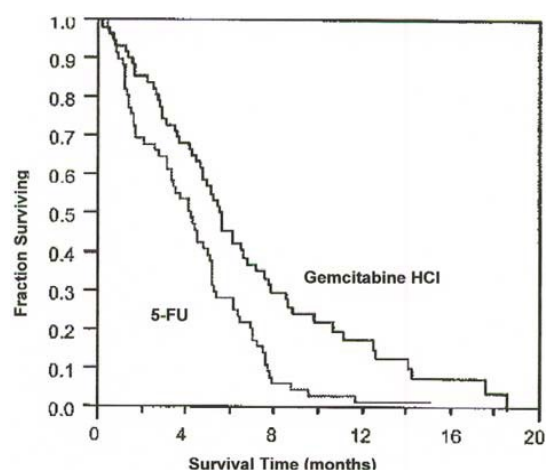 1.0
0.9
0.8
0.7
0.6
0.5
0.4
0.3
0.2
0.1
0.0
Fraction Surviving
Gemcitabine HCl
5-FU
0 4 8 12 16 20
Survival Time (months)